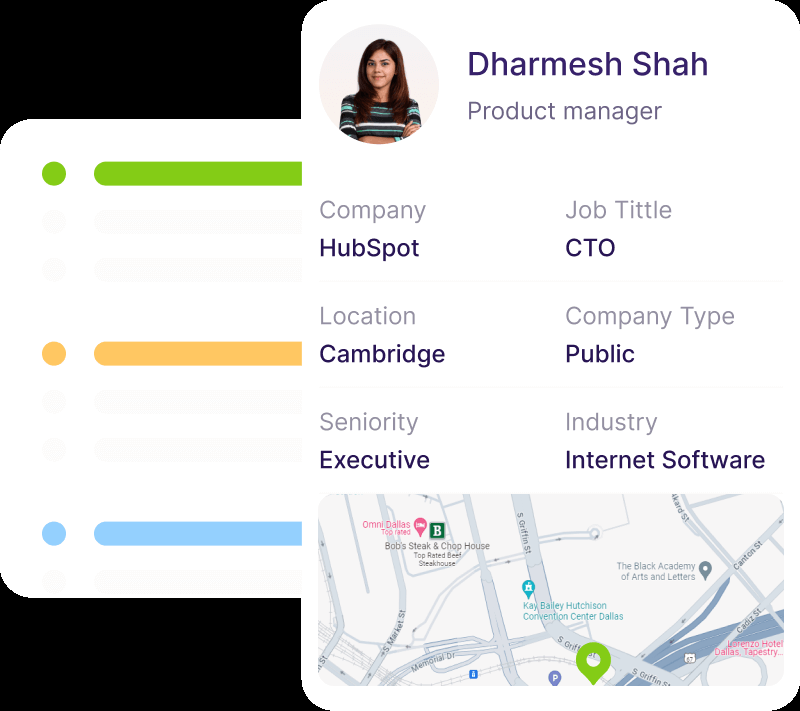 Dharmesh Shah
Product manager
Company
Job Tittle
HubSpot
CTO
Location
Company Type
Cambridge
Public
Seniority
Industry
Executive
Internet Software
Omni Dallas
Top rated
B
Bob's Steak & Chop House
Top Rated Beef
Steakhouse
S Griffin St
Canton St
The Black Academy
of Arts and Letters
Kay Bailey Hutchison
Convention Center Dallas
S Market St
Cadiz St
Lorenzo Hotel
Dallas, Tapestry...
Memorial Dr
S Griffin St
P
S Griffin St